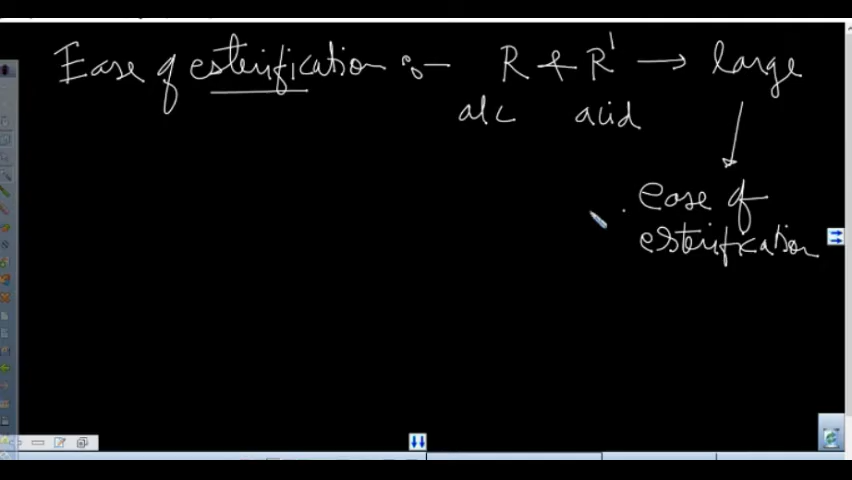 Ease of esterification :- R & R' → large
alc acid
↓
ease of
esterification